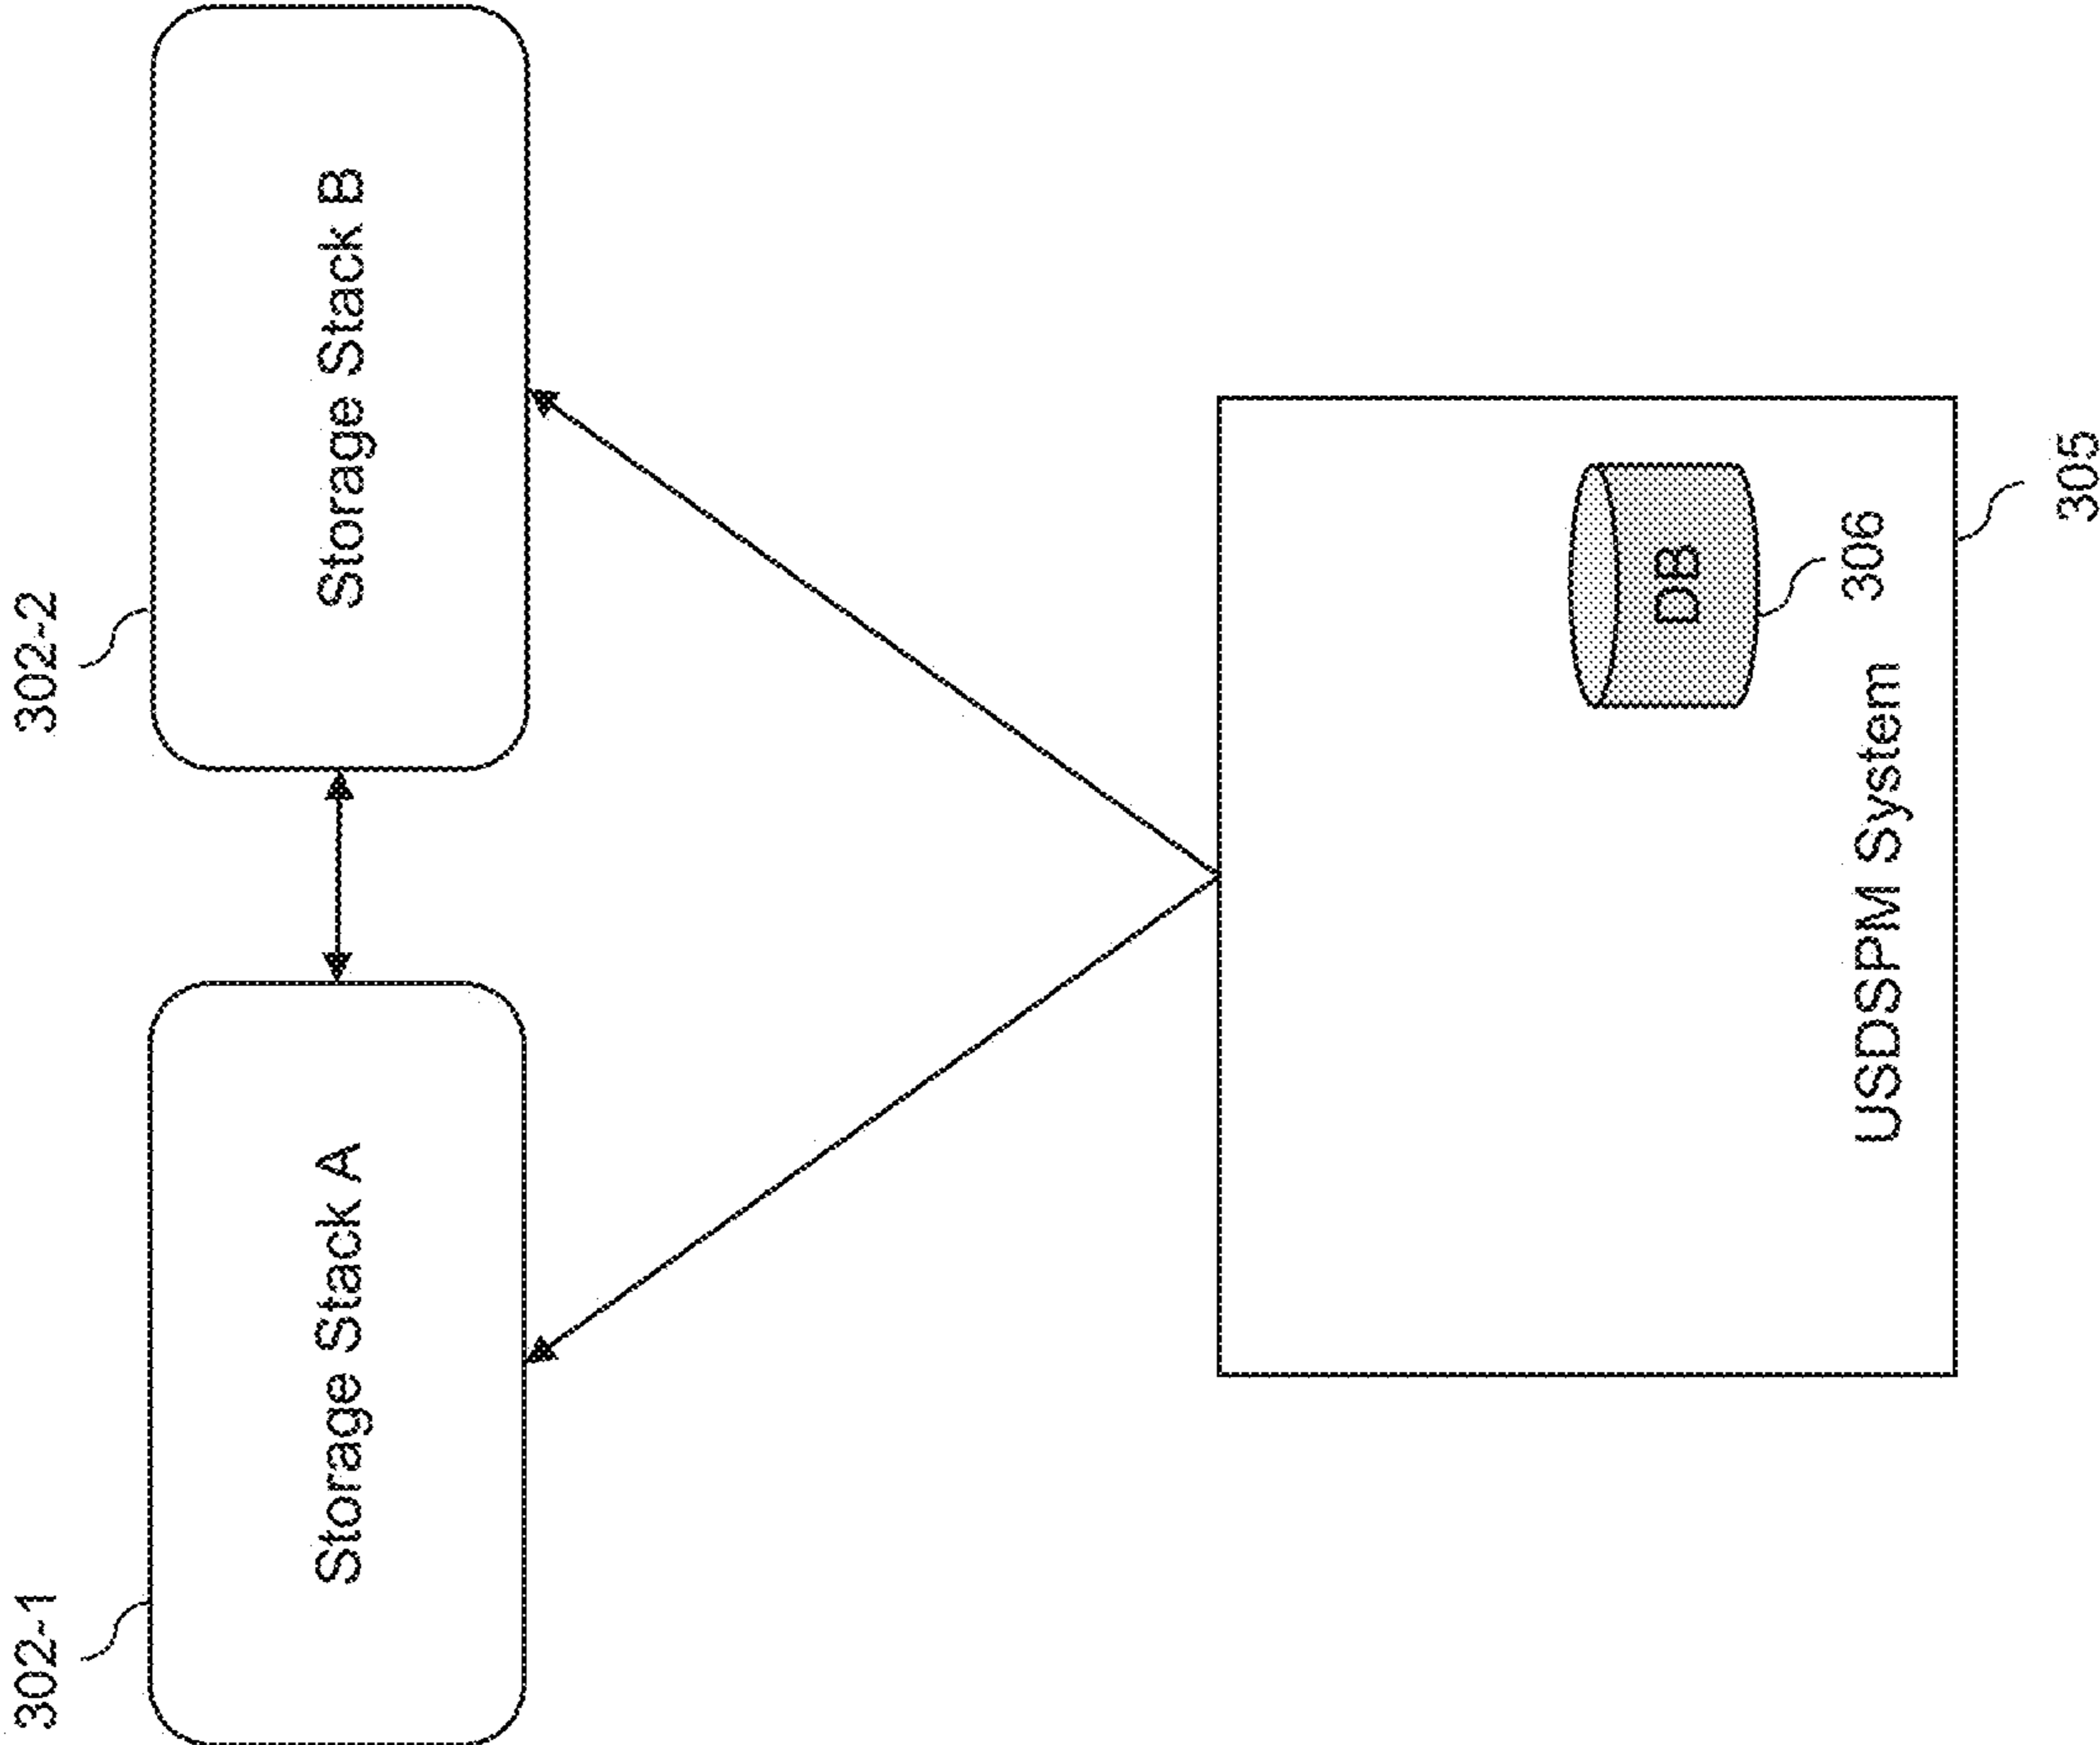 302-1
302-2
Storage Stack A
Storage Stack B
DB
306
USDSPM System
305